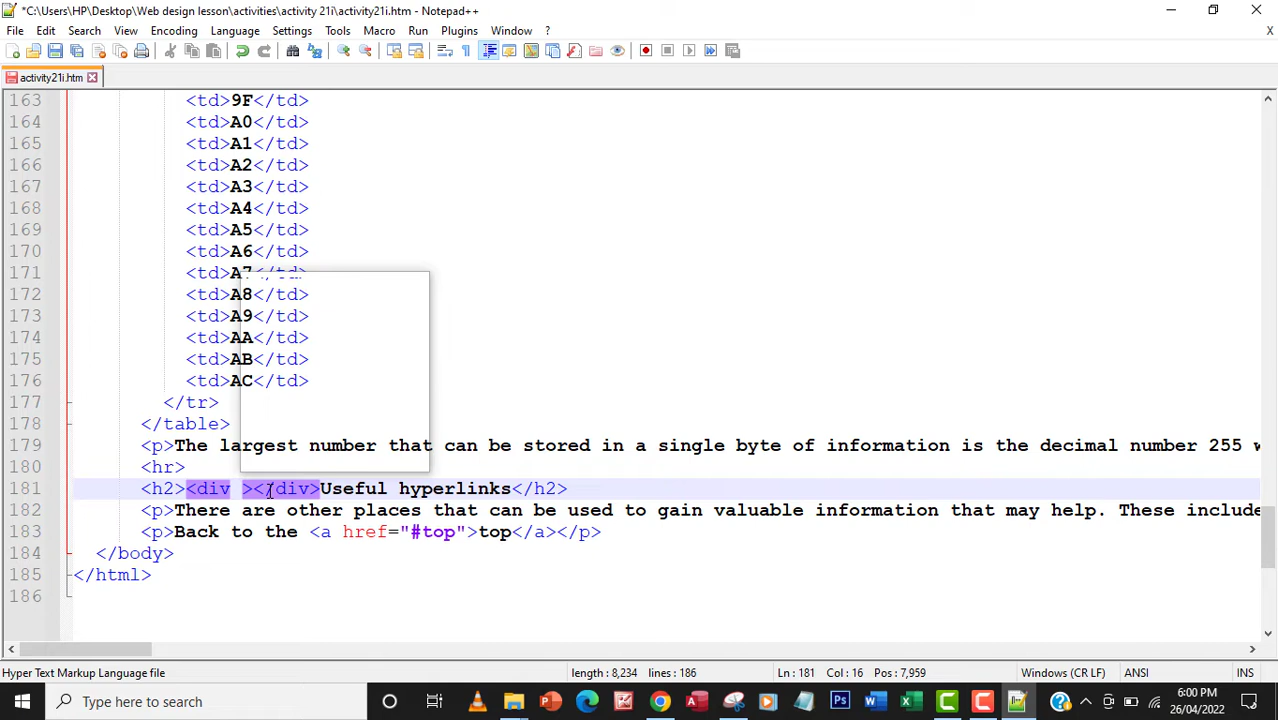 *C:\Users\HP\Desktop\Web design lesson\activities\activity 21i\activity21i.htm - Notepad++
File Edit Search View Encoding Language Settings Tools Macro Run Plugins Window ? X
activity21i.htm
163 <td>9F</td>
164 <td>A0</td>
165 <td>A1</td>
166 <td>A2</td>
167 <td>A3</td>
168 <td>A4</td>
169 <td>A5</td>
170 <td>A6</td>
171 <td>A7</td>
172 <td>A8</td>
173 <td>A9</td>
174 <td>AA</td>
175 <td>AB</td>
176 <td>AC</td>
177 </tr>
178 </table>
179 <p>The largest number that can be stored in a single byte of information is the decimal number 255 w
180 <hr>
181 <h2><div ></div>Useful hyperlinks</h2>
182 <p>There are other places that can be used to gain valuable information that may help. These include
183 <p>Back to the <a href="#top">top</a></p>
184 </body>
185 </html>
186
Hyper Text Markup Language file length : 8,234 lines : 186 Ln : 181 Col : 16 Pos : 7,959 Windows (CR LF) ANSI INS
Type here to search
6:00 PM
26/04/2022